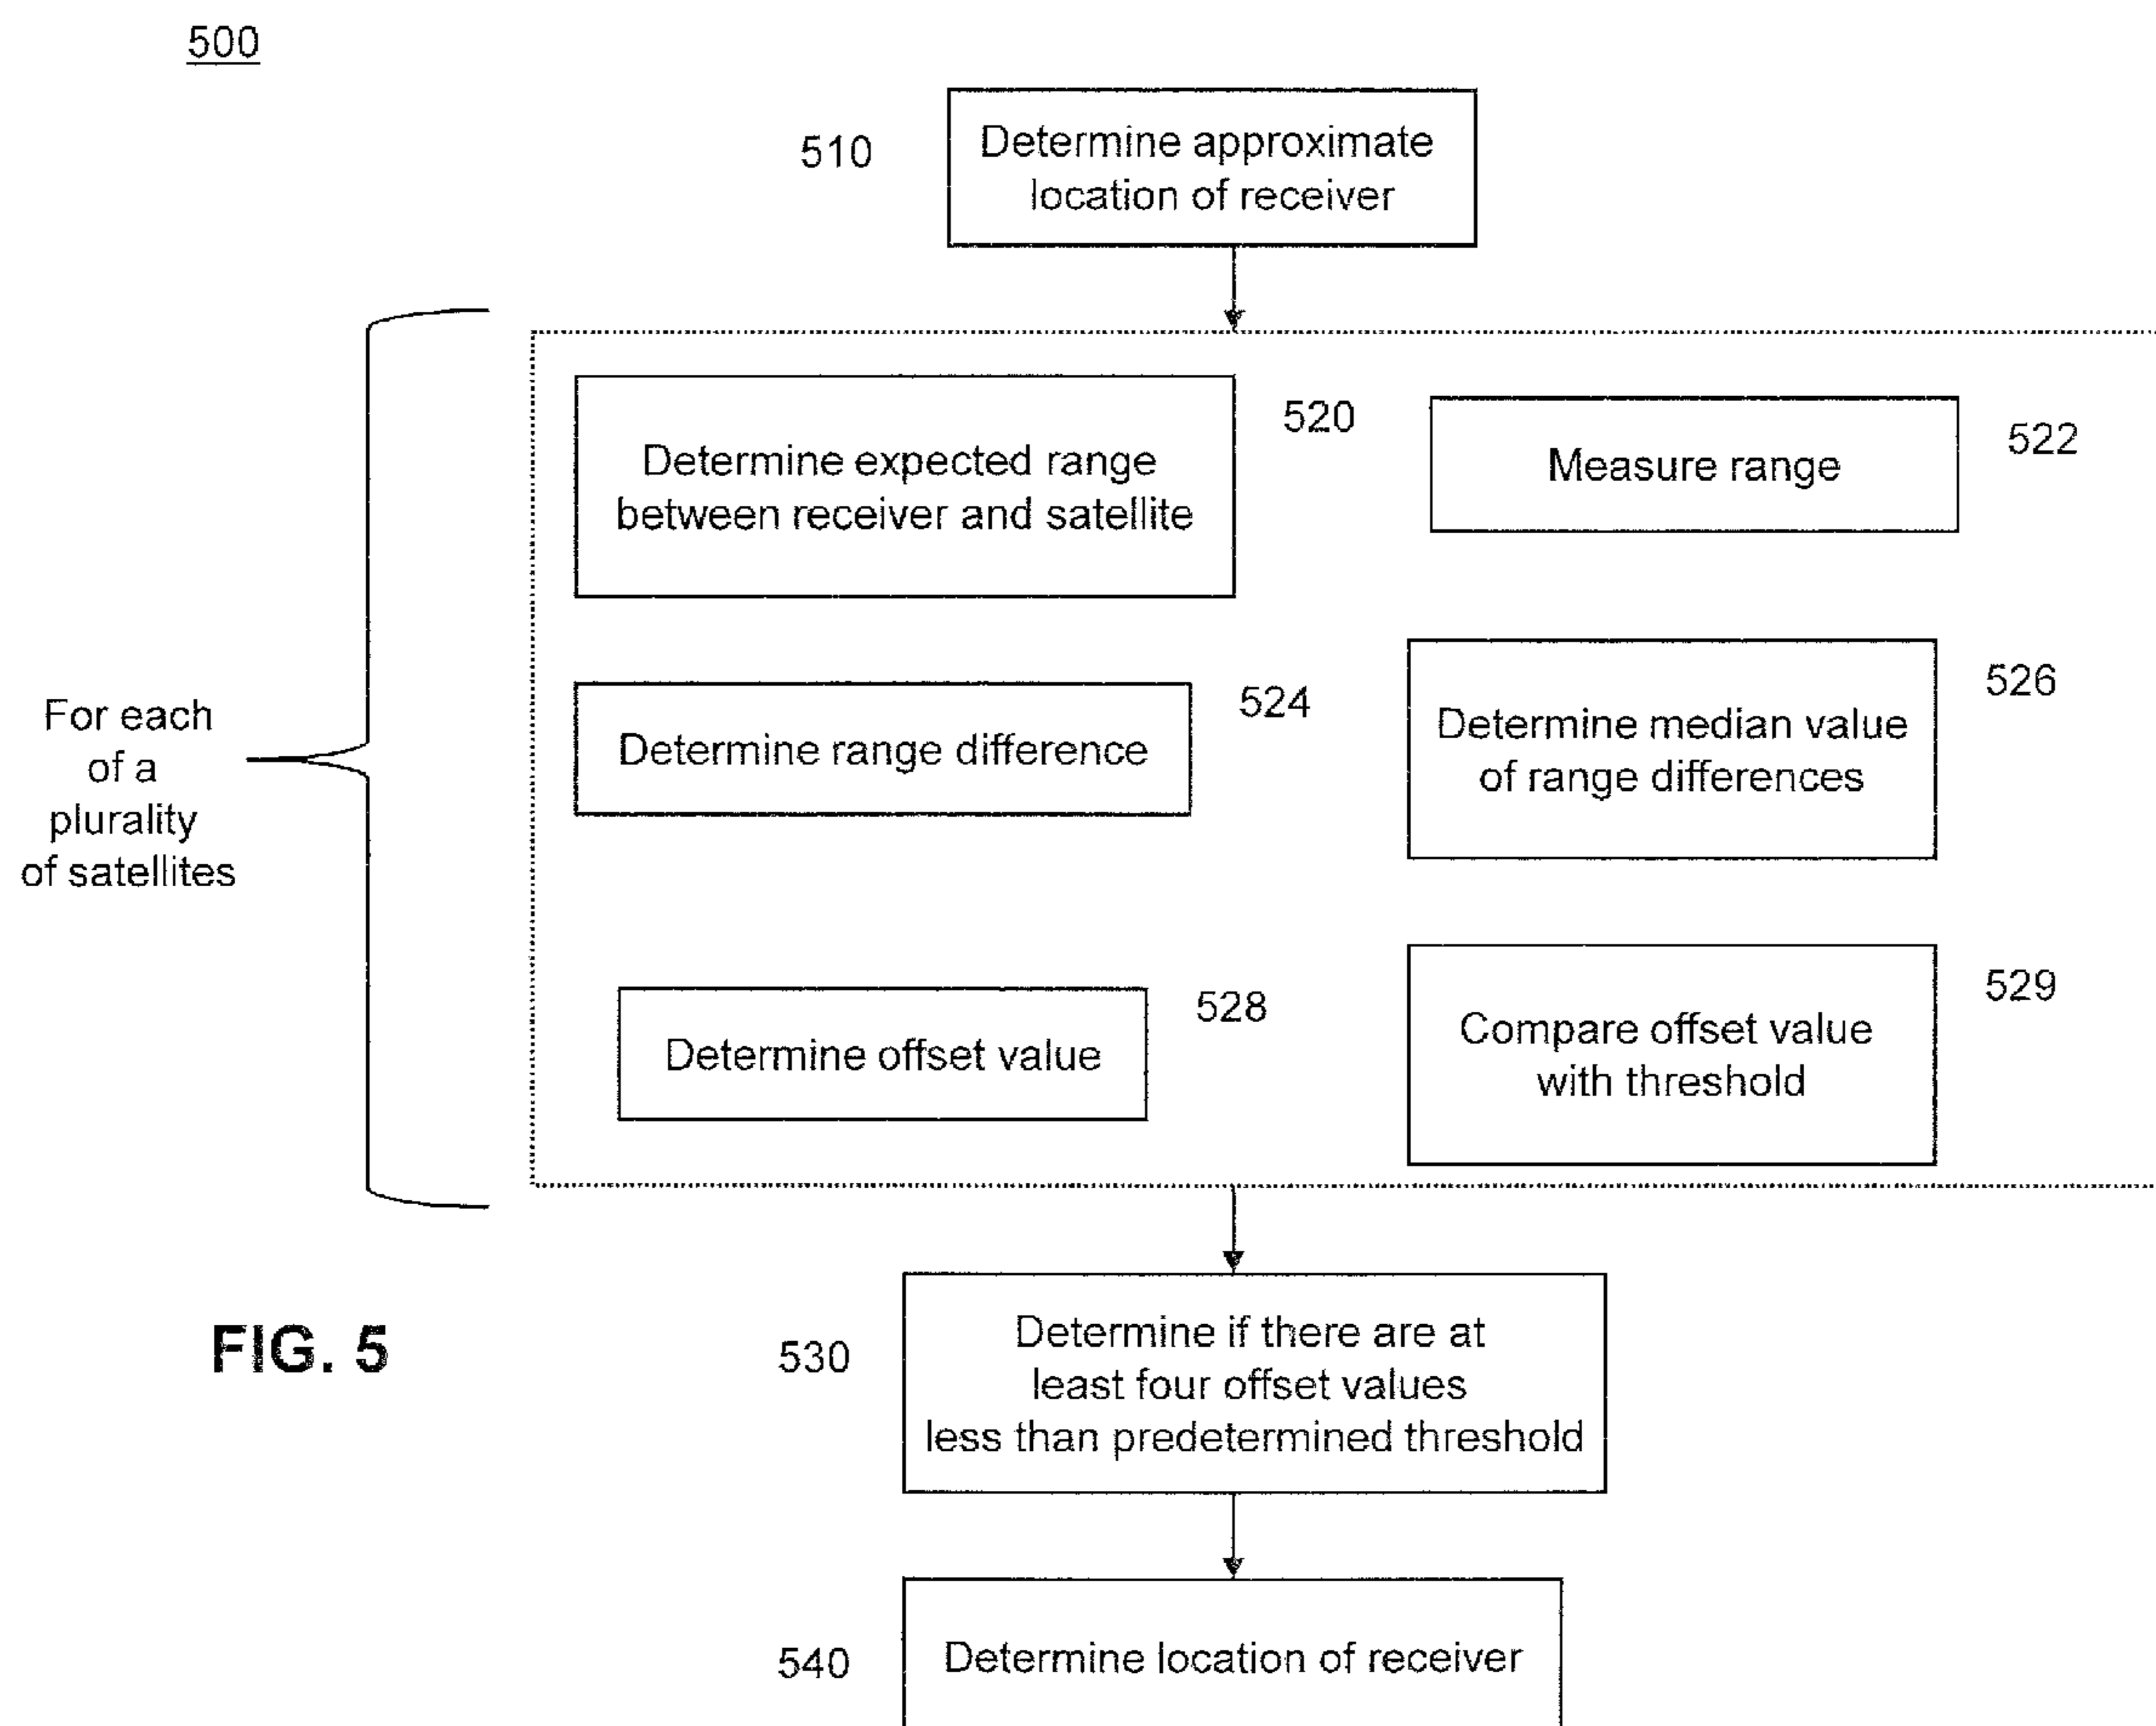 500
510
Determine approximate
location of receiver
For each
of a
plurality
of satellites
Determine expected range
between receiver and satellite
520
Measure range
522
Determine range difference
524
Determine median value
of range differences
526
Determine offset value
528
Compare offset value
with threshold
529
530
Determine if there are at
least four offset values
less than predetermined threshold
FIG. 5
540
Determine location of receiver